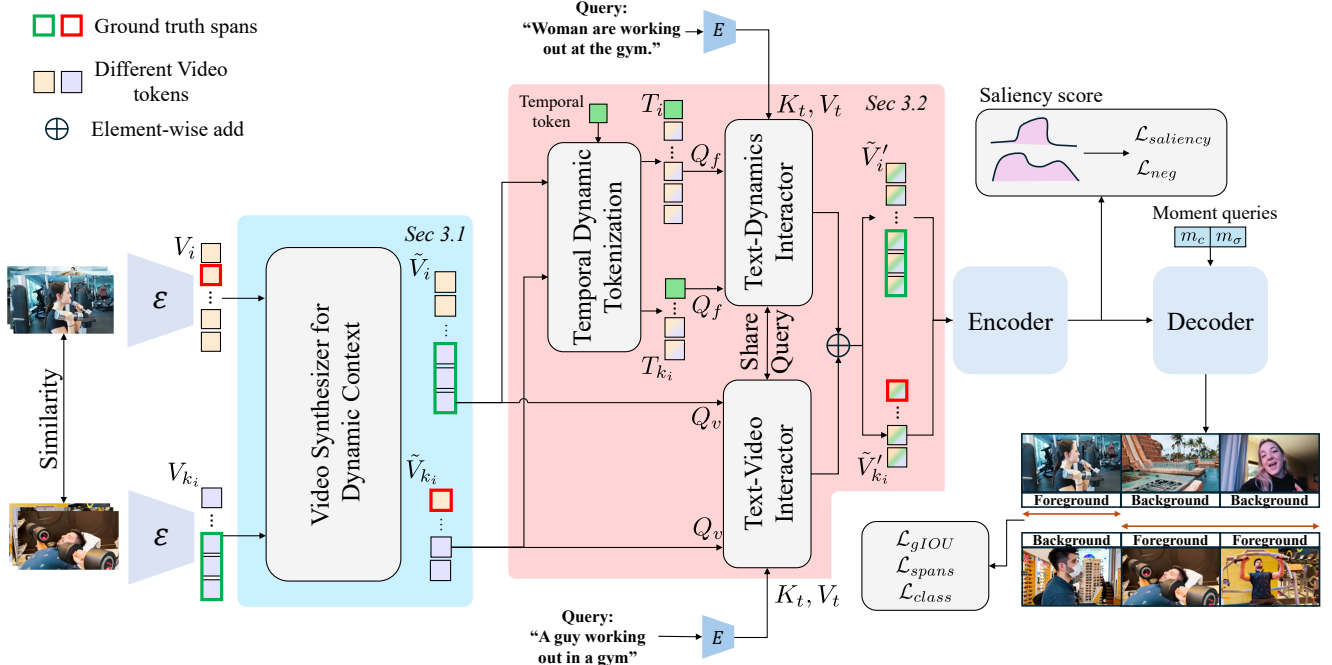 Ground truth spans
Different Video
tokens
Element-wise add
Query:
“Woman are working
out at the gym.”
E
Sec 3.1
Sec 3.2
Temporal
token
T_i
K_t, V_t
Saliency score
L_saliency
L_neg
Moment queries
m_c m_σ
V_i
Ṽ_i
Ṽ'_i
Q_f
Q_f
ε
ε
Similarity
Video Synthesizer for
Dynamic Context
Temporal Dynamic
Tokenization
Text-Dynamics
Interactor
Share
Query
Text-Video
Interactor
Encoder
Decoder
T_{k_i}
V_{k_i}
Ṽ_{k_i}
Ṽ'_{k_i}
Q_v
Q_v
K_t, V_t
Foreground Background Background
Background Foreground Foreground
L_gIOU
L_spans
L_class
Query:
“A guy working
out in a gym”
E